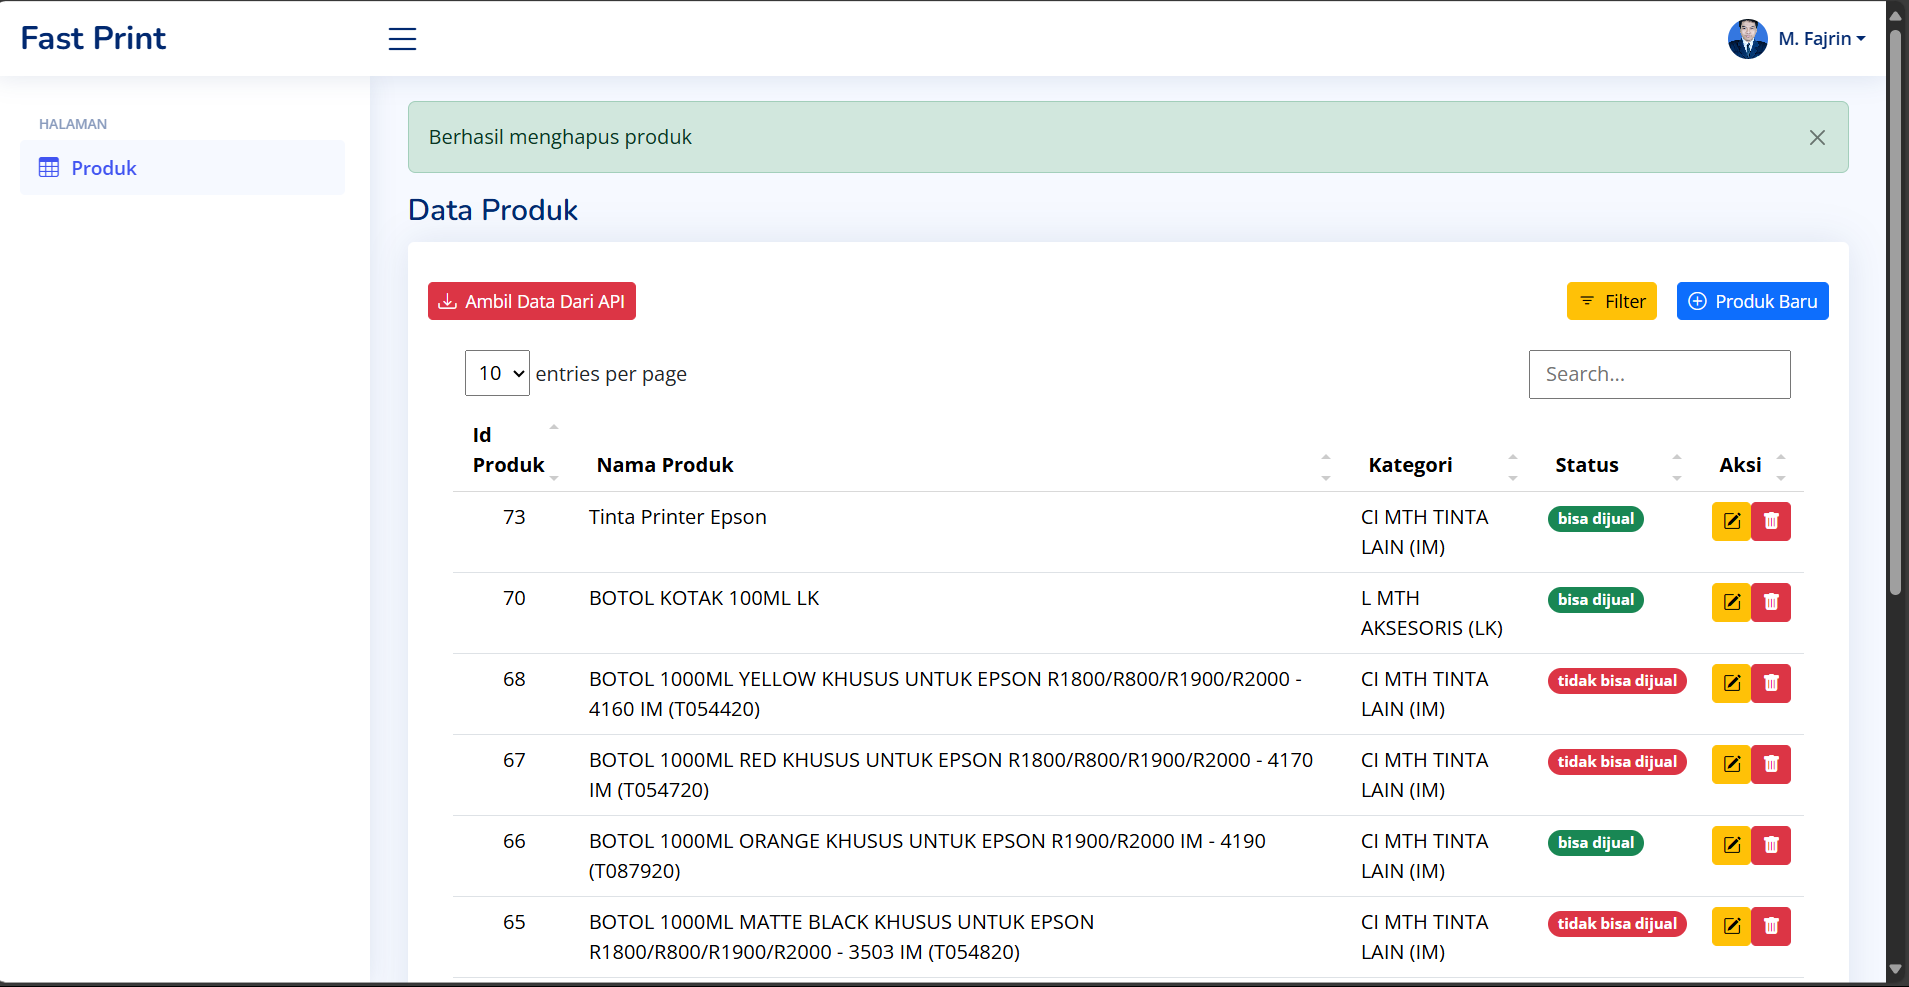 Fast Print
M. Fajrin
HALAMAN
Produk
Berhasil menghapus produk
Data Produk
Ambil Data Dari API
Filter
Produk Baru
10 entries per page
Search...
Id
Produk
Nama Produk
Kategori
Status
Aksi
73
Tinta Printer Epson
CI MTH TINTA
LAIN (IM)
bisa dijual
70
BOTOL KOTAK 100ML LK
L MTH
AKSESORIS (LK)
bisa dijual
68
BOTOL 1000ML YELLOW KHUSUS UNTUK EPSON R1800/R800/R1900/R2000 -
4160 IM (T054420)
CI MTH TINTA
LAIN (IM)
tidak bisa dijual
67
BOTOL 1000ML RED KHUSUS UNTUK EPSON R1800/R800/R1900/R2000 - 4170
IM (T054720)
CI MTH TINTA
LAIN (IM)
tidak bisa dijual
66
BOTOL 1000ML ORANGE KHUSUS UNTUK EPSON R1900/R2000 IM - 4190
(T087920)
CI MTH TINTA
LAIN (IM)
bisa dijual
65
BOTOL 1000ML MATTE BLACK KHUSUS UNTUK EPSON
R1800/R800/R1900/R2000 - 3503 IM (T054820)
CI MTH TINTA
LAIN (IM)
tidak bisa dijual